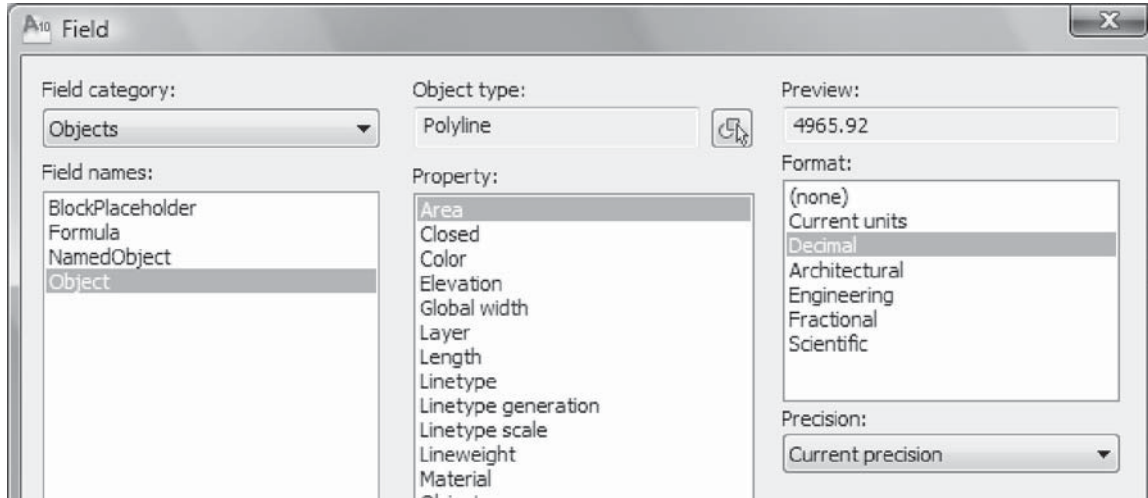 A10 Field
Field category:
Objects
Field names:
BlockPlaceholder
Formula
NamedObject
Object
Object type:
Polyline
Property:
Area
Closed
Color
Elevation
Global width
Layer
Length
Linetype
Linetype generation
Linetype scale
Lineweight
Material
Preview:
4965.92
Format:
(none)
Current units
Decimal
Architectural
Engineering
Fractional
Scientific
Precision:
Current precision